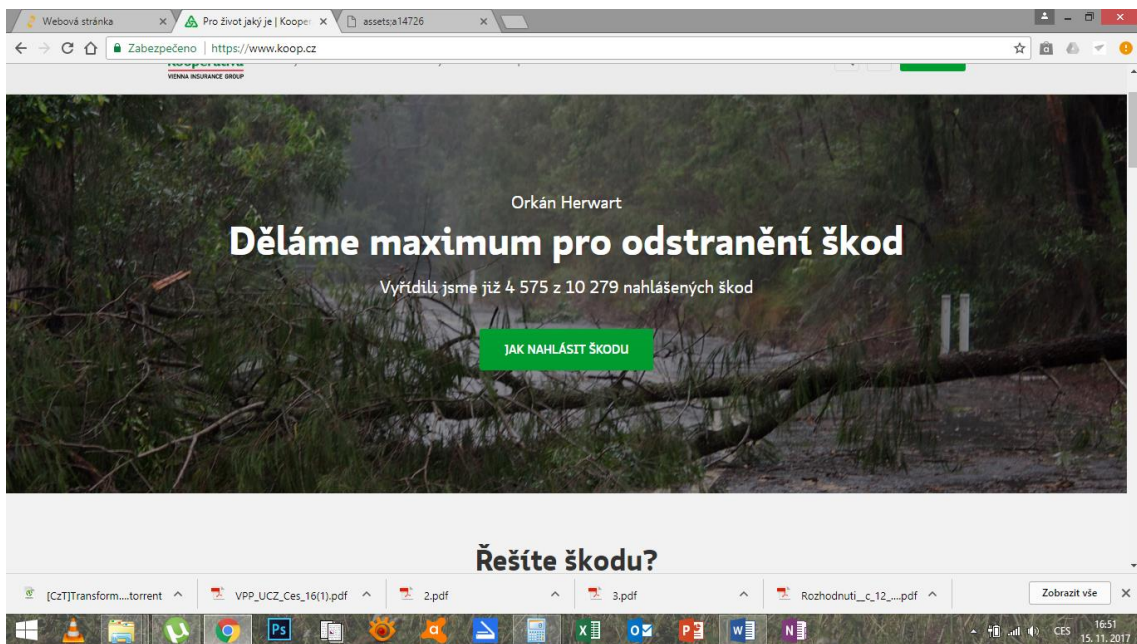 Webová stránka
Pro život jaký je | Kooper
assets;a14726
Zabezpečeno
https://www.koop.cz
Kooperativa
VIENNA INSURANCE GROUP
Orkán Herwart
Děláme maximum pro odstranění škod
Vyřídili jsme již 4 575 z 10 279 nahlášených škod
JAK NAHLÁSIT ŠKODU
Řešíte škodu?
[CzT]Transform....torrent
VPP_UCZ_Ces_16(1).pdf
2.pdf
3.pdf
Rozhodnuti__c_12_....pdf
Zobrazit vše
Ps
CES
16:51
15. 11. 2017